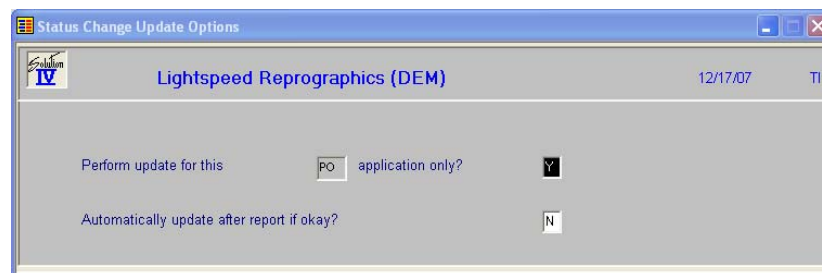 Status Change Update Options
Solution
IV
Lightspeed Reprographics (DEM) 12/17/07 TI
Perform update for this PO application only? Y
Automatically update after report if okay? N